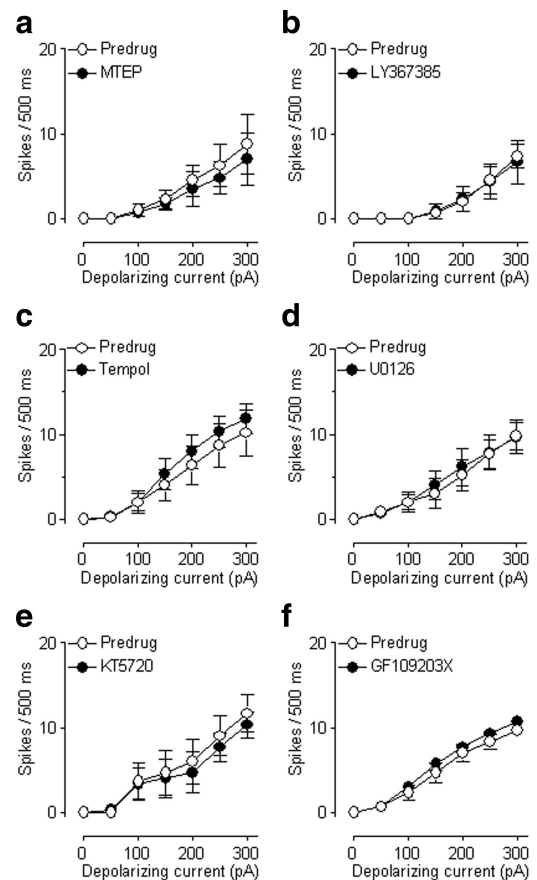 a
20
Predrug
MTEP
10
0
Spikes / 500 ms
0 100 200 300
Depolarizing current (pA)
b
20
Predrug
LY367385
10
0
Spikes / 500 ms
0 100 200 300
Depolarizing current (pA)
c
20
Predrug
Tempol
10
0
Spikes / 500 ms
0 100 200 300
Depolarizing current (pA)
d
20
Predrug
U0126
10
0
Spikes / 500 ms
0 100 200 300
Depolarizing current (pA)
e
20
Predrug
KT5720
10
0
Spikes / 500 ms
0 100 200 300
Depolarizing current (pA)
f
20
Predrug
GF109203X
10
0
Spikes / 500 ms
0 100 200 300
Depolarizing current (pA)